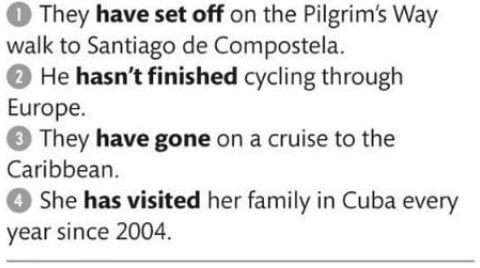 1 They have set off on the Pilgrim's Way
walk to Santiago de Compostela.
2 He hasn't finished cycling through
Europe.
3 They have gone on a cruise to the
Caribbean.
4 She has visited her family in Cuba every
year since 2004.